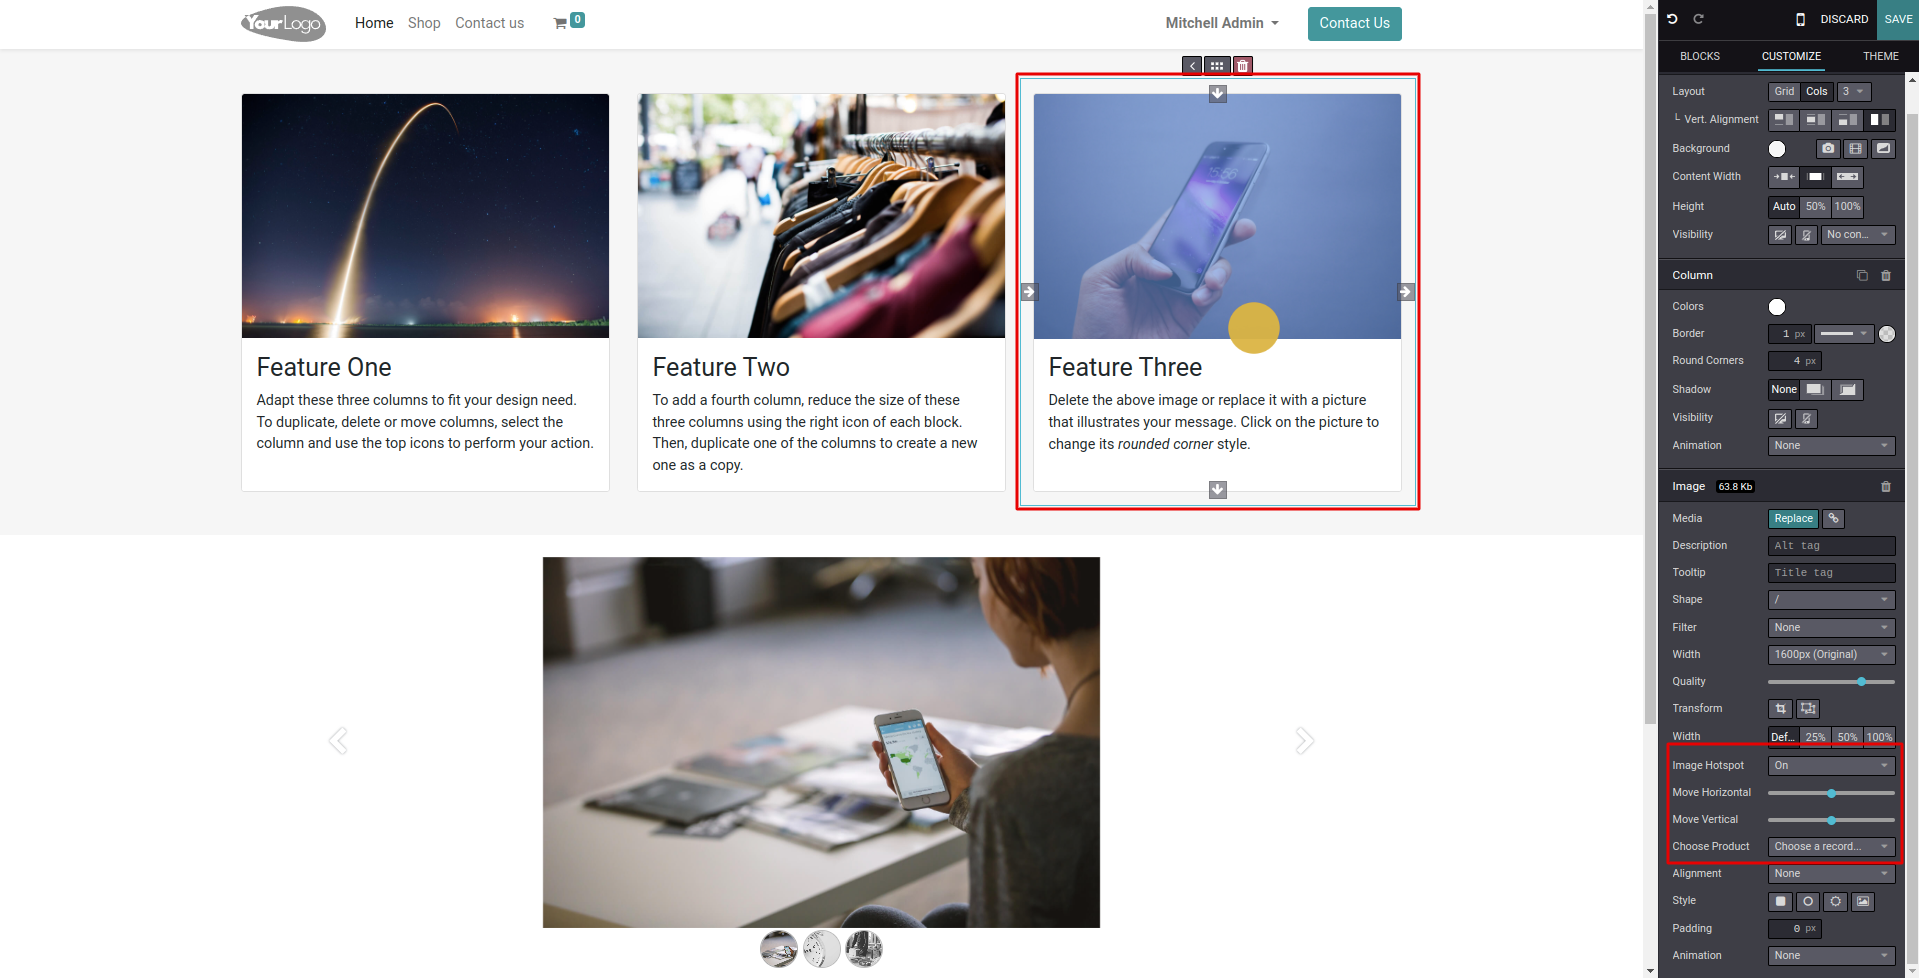 YourLogo
Home
Shop
Contact us
0
Mitchell Admin
Contact Us
DISCARD
SAVE
BLOCKS
CUSTOMIZE
THEME
Layout
Grid
Cols
3
└ Vert. Alignment
Background
Content Width
Height
Auto
50%
100%
Visibility
No con...
Column
Colors
Border
1 px
Round Corners
4 px
Shadow
None
Visibility
Animation
None
Image
63.8 Kb
Media
Replace
Description
Alt tag
Tooltip
Title tag
Shape
/
Filter
None
Width
1600px (Original)
Quality
Transform
Width
Def...
25%
50%
100%
Image Hotspot
On
Move Horizontal
Move Vertical
Choose Product
Choose a record...
Alignment
None
Style
Padding
0 px
Animation
None
Feature One
Adapt these three columns to fit your design need.
To duplicate, delete or move columns, select the
column and use the top icons to perform your action.
Feature Two
To add a fourth column, reduce the size of these
three columns using the right icon of each block.
Then, duplicate one of the columns to create a new
one as a copy.
Feature Three
Delete the above image or replace it with a picture
that illustrates your message. Click on the picture to
change its rounded corner style.